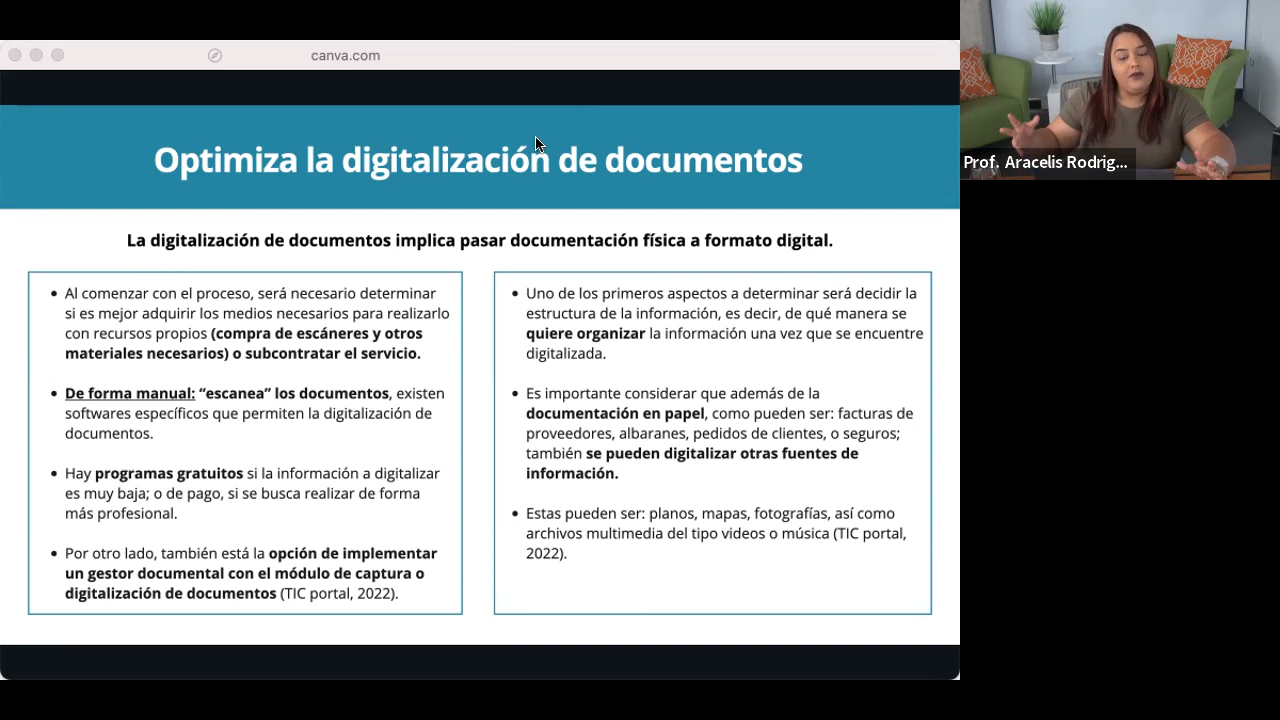 canva.com
Optimiza la digitalización de documentos
La digitalización de documentos implica pasar documentación física a formato digital.
• Al comenzar con el proceso, será necesario determinar
si es mejor adquirir los medios necesarios para realizarlo
con recursos propios (compra de escáneres y otros
materiales necesarios) o subcontratar el servicio.
• De forma manual: “escanea” los documentos, existen
softwares específicos que permiten la digitalización de
documentos.
• Hay programas gratuitos si la información a digitalizar
es muy baja; o de pago, si se busca realizar de forma
más profesional.
• Por otro lado, también está la opción de implementar
un gestor documental con el módulo de captura o
digitalización de documentos (TIC portal, 2022).
• Uno de los primeros aspectos a determinar será decidir la
estructura de la información, es decir, de qué manera se
quiere organizar la información una vez que se encuentre
digitalizada.
• Es importante considerar que además de la
documentación en papel, como pueden ser: facturas de
proveedores, albaranes, pedidos de clientes, o seguros;
también se pueden digitalizar otras fuentes de
información.
• Estas pueden ser: planos, mapas, fotografías, así como
archivos multimedia del tipo videos o música (TIC portal,
2022).
Prof. Aracelis Rodrig...